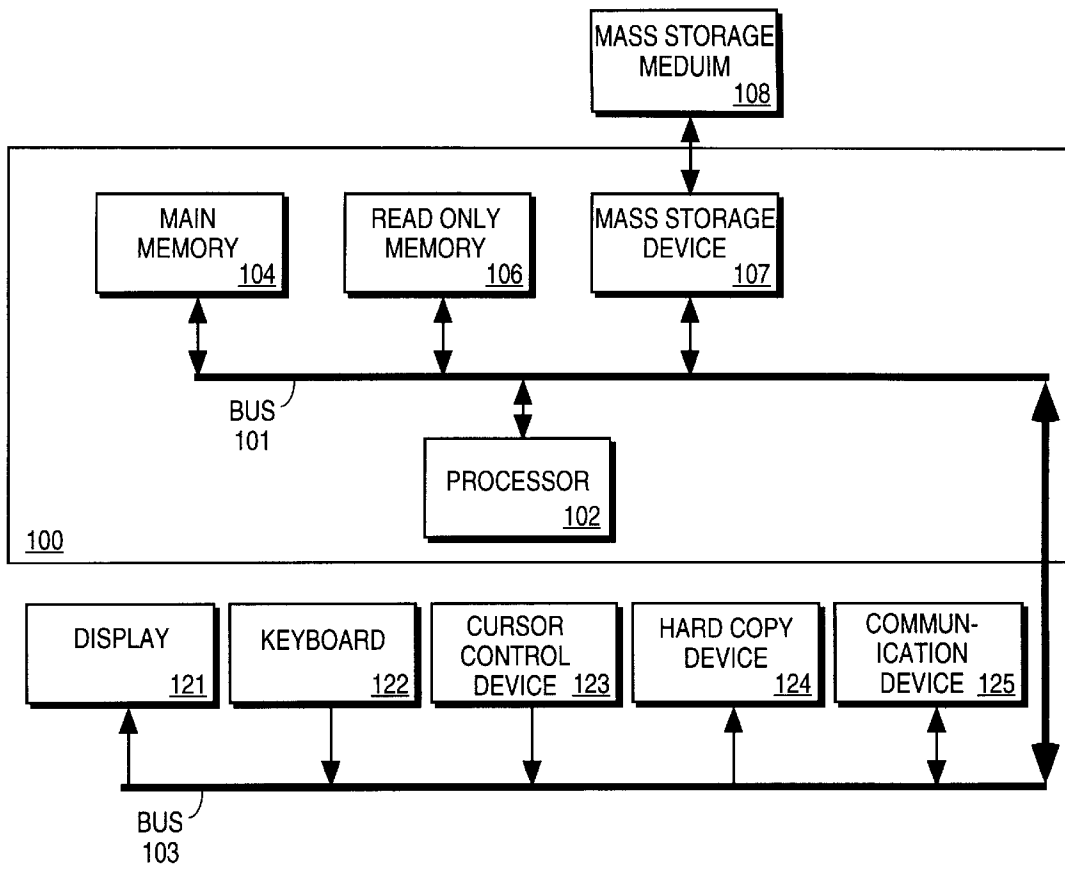 MASS STORAGE
MEDUIM
108
MAIN
MEMORY
104
READ ONLY
MEMORY
106
MASS STORAGE
DEVICE
107
BUS
101
PROCESSOR
102
100
DISPLAY
121
KEYBOARD
122
CURSOR
CONTROL
DEVICE
123
HARD COPY
DEVICE
124
COMMUN-
ICATION
DEVICE
125
BUS
103